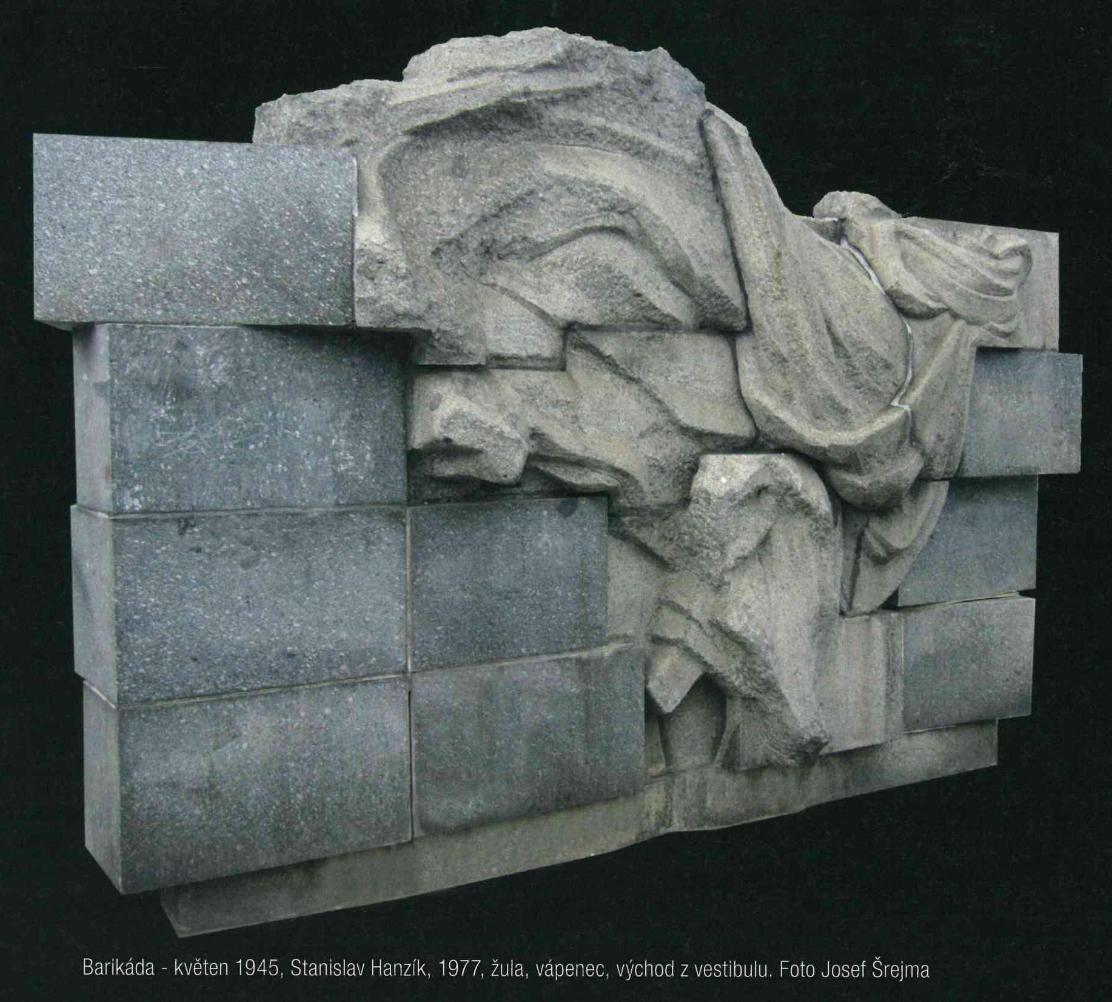 Barikáda - květen 1945, Stanislav Hanzík, 1977, žula, vápenec, východ z vestibulu. Foto Josef Šrejma